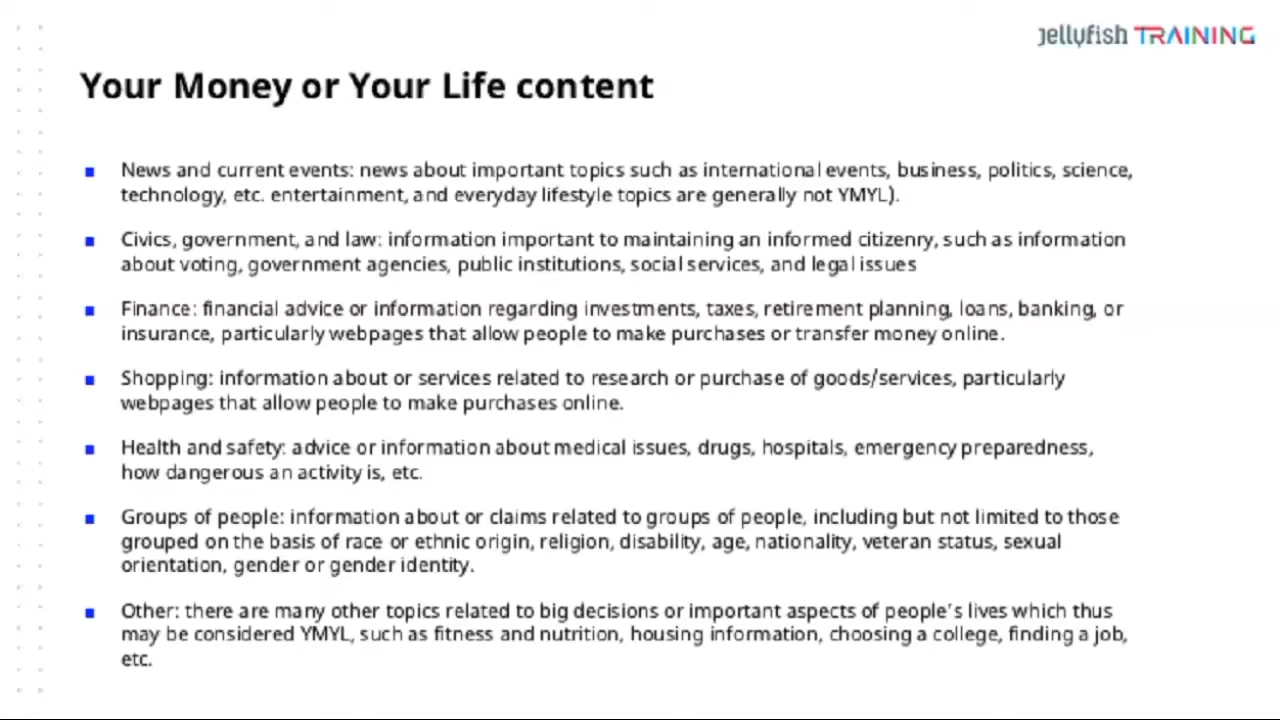 Jellyfish TRAINING
Your Money or Your Life content
News and current events: news about important topics such as international events, business, politics, science,
technology, etc. entertainment, and everyday lifestyle topics are generally not YMYL).
Civics, government, and law: information important to maintaining an informed citizenry, such as information
about voting, government agencies, public institutions, social services, and legal issues
Finance: financial advice or information regarding investments, taxes, retirement planning, loans, banking, or
insurance, particularly webpages that allow people to make purchases or transfer money online.
Shopping: information about or services related to research or purchase of goods/services, particularly
webpages that allow people to make purchases online.
Health and safety: advice or information about medical issues, drugs, hospitals, emergency preparedness,
how dangerous an activity is, etc.
Groups of people: information about or claims related to groups of people, including but not limited to those
grouped on the basis of race or ethnic origin, religion, disability, age, nationality, veteran status, sexual
orientation, gender or gender identity.
Other: there are many other topics related to big decisions or important aspects of people's lives which thus
may be considered YMYL, such as fitness and nutrition, housing information, choosing a college, finding a job,
etc.